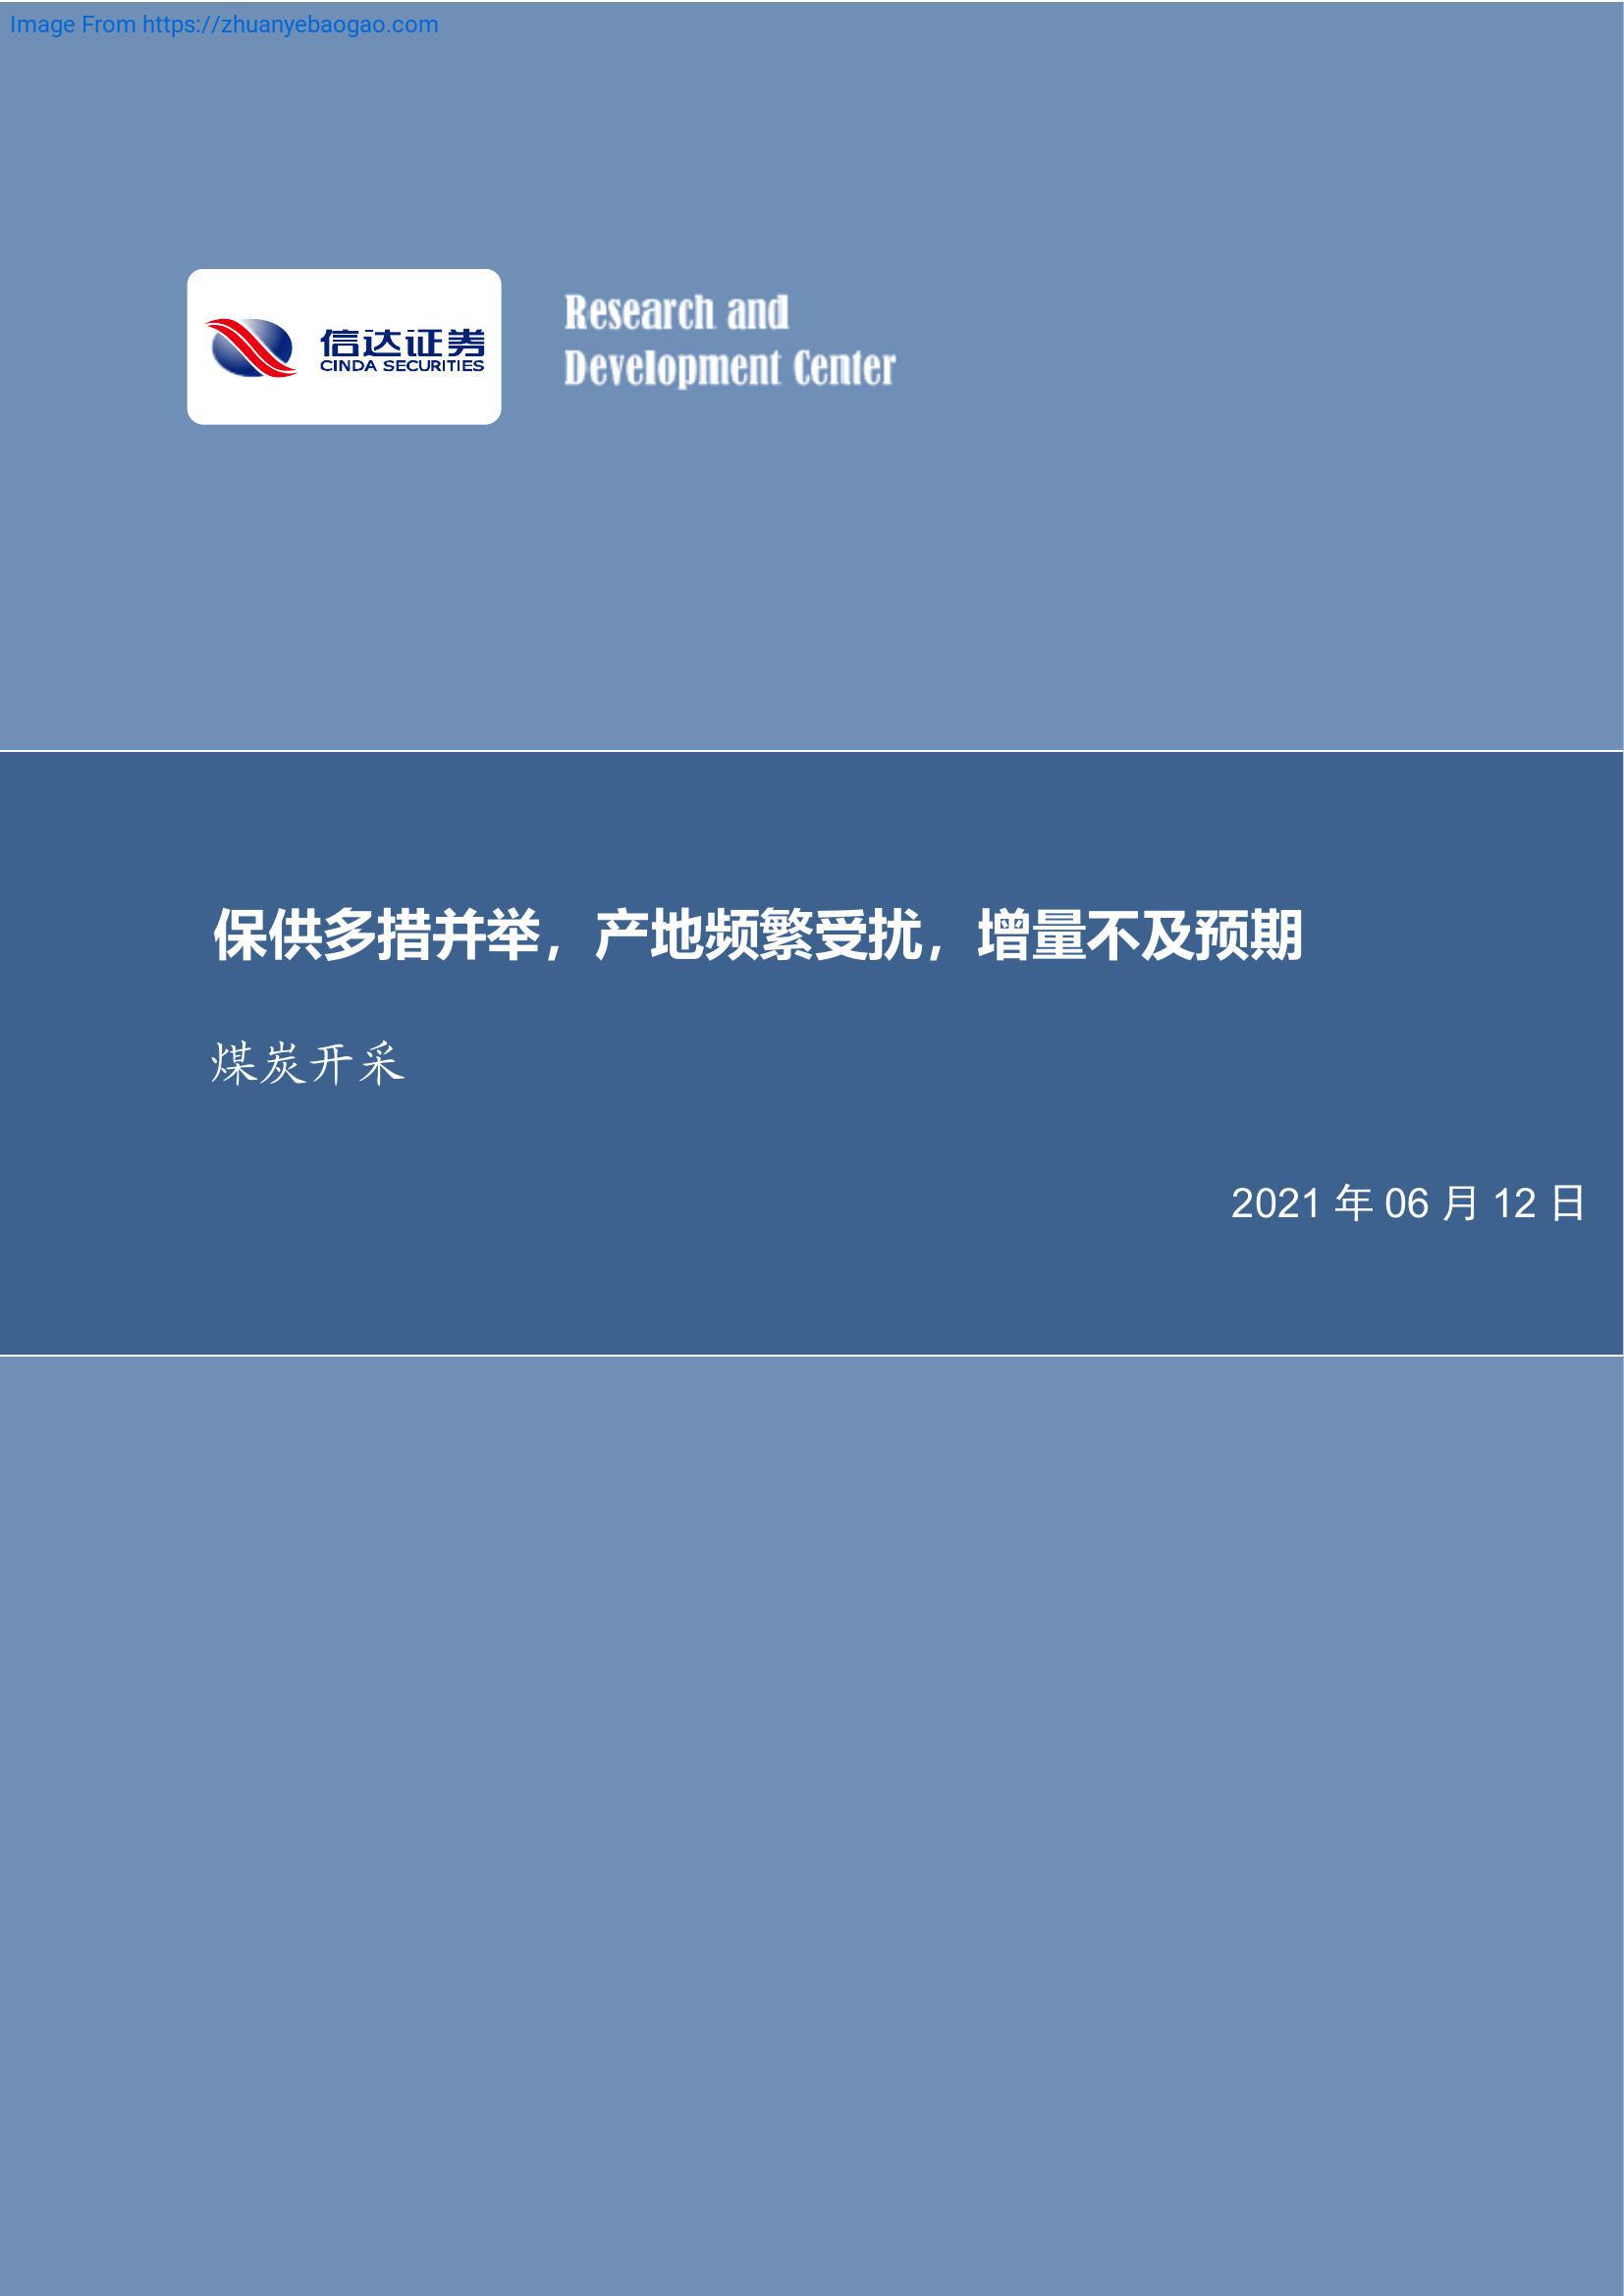 Image From https://zhuanyebaogao.com
信达证券
CINDA SECURITIES
Research and
Development Center
保供多措并举，产地频繁受扰，增量不及预期
煤炭开采
2021 年 06 月 12 日